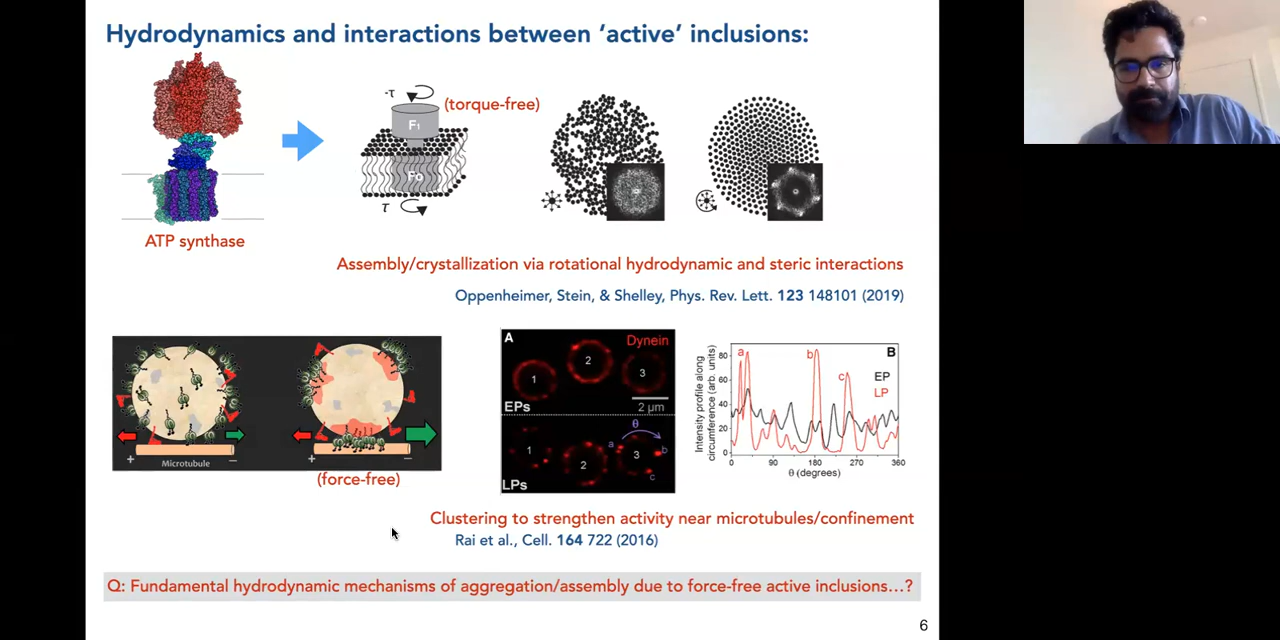 Hydrodynamics and interactions between ‘active’ inclusions:
-τ
(torque-free)
F₁
Fo
τ
ATP synthase
Assembly/crystallization via rotational hydrodynamic and steric interactions
Oppenheimer, Stein, & Shelley, Phys. Rev. Lett. 123 148101 (2019)
+ Microtubule −
+ −
(force-free)
A
Dynein
1
2
3
EPs
2 μm
θ
a
b
c
1
2
3
LPs
Intensity profile along
circumference (arb. units)
80
60
40
20
0
a
b
c
B
EP
LP
0 90 180 270 360
θ (degrees)
Clustering to strengthen activity near microtubules/confinement
Rai et al., Cell. 164 722 (2016)
Q: Fundamental hydrodynamic mechanisms of aggregation/assembly due to force-free active inclusions…?
6